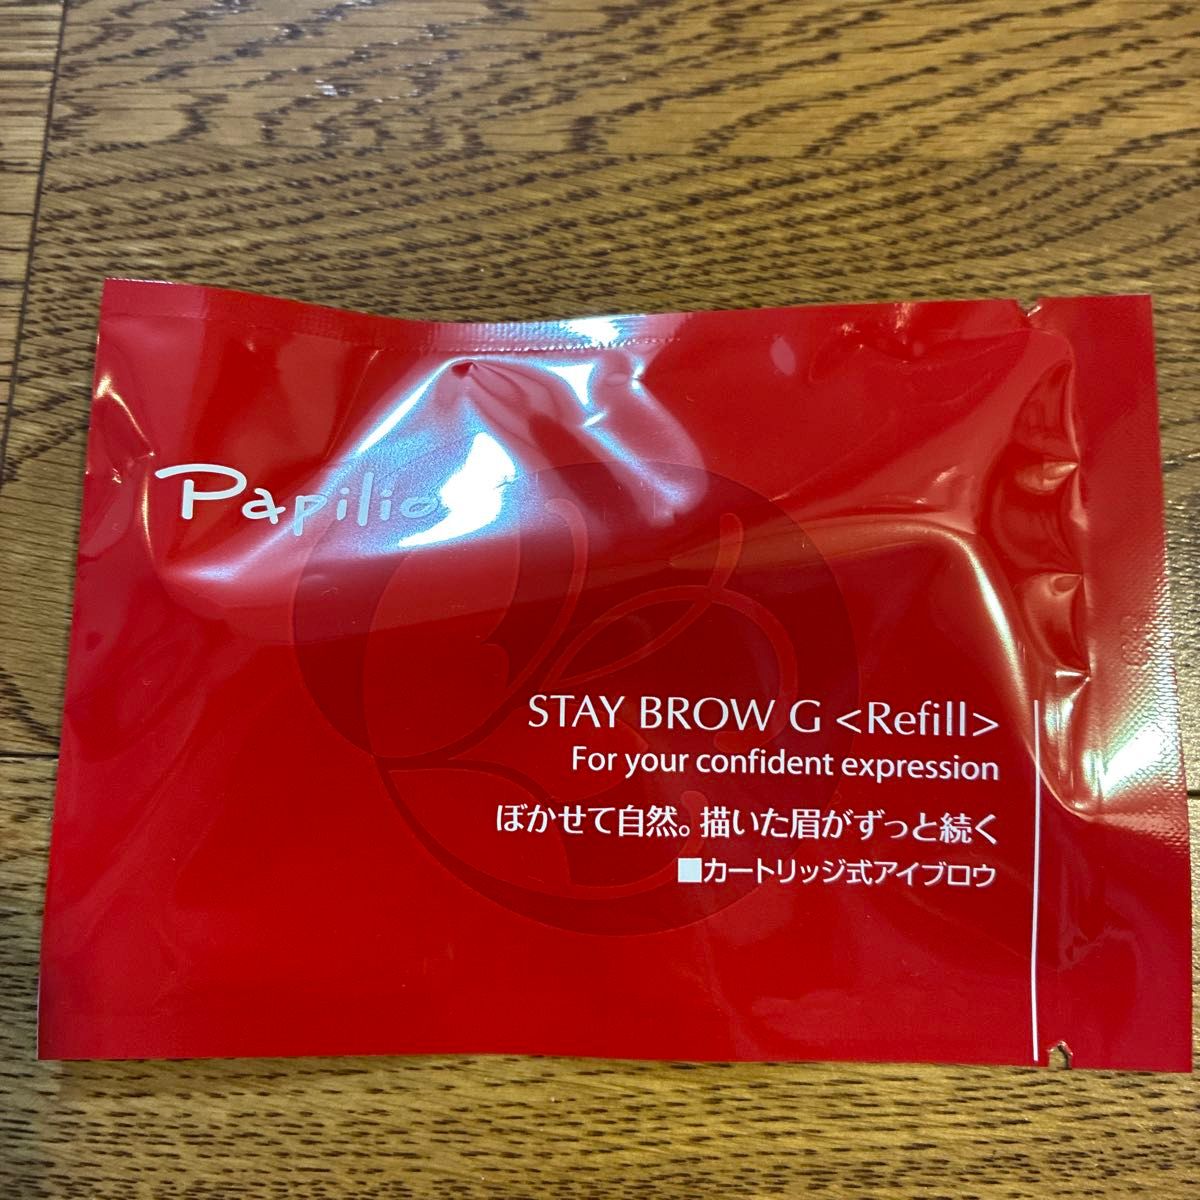 Papilio
STAY BROW G <Refill>
For your confident expression
ぼかせて自然。描いた眉がずっと続く
■カートリッジ式アイブロウ